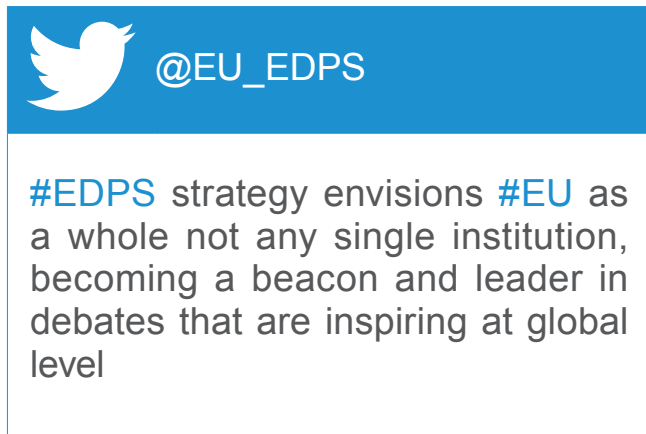 @EU_EDPS
#EDPS strategy envisions #EU as
a whole not any single institution,
becoming a beacon and leader in
debates that are inspiring at global
level